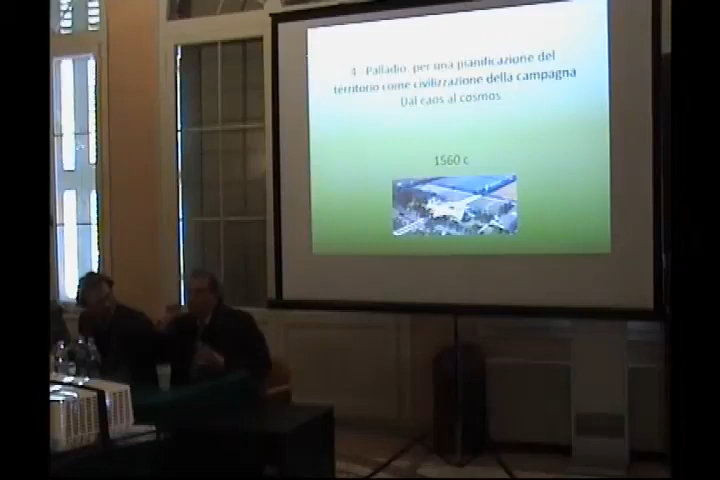 4 - Palladio: per una pianificazione del
territorio come civilizzazione della campagna
Dal caos al cosmos
1560 c